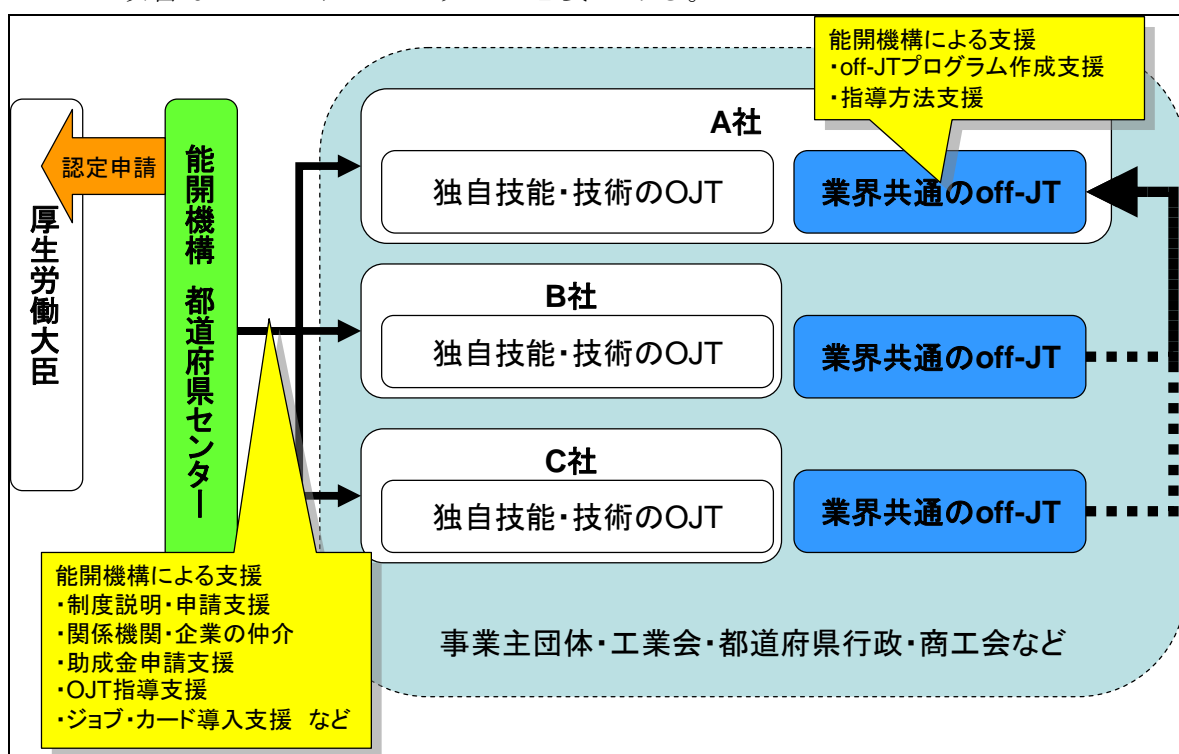 能開機構による支援
・off-JTプログラム作成支援
・指導方法支援
認定申請
厚生労働大臣
能開機構 都道府県センター
A社
独自技能・技術のOJT
業界共通のoff-JT
B社
独自技能・技術のOJT
業界共通のoff-JT
C社
独自技能・技術のOJT
業界共通のoff-JT
能開機構による支援
・制度説明・申請支援
・関係機関・企業の仲介
・助成金申請支援
・OJT指導支援
・ジョブ・カード導入支援 など
事業主団体・工業会・都道府県行政・商工会など